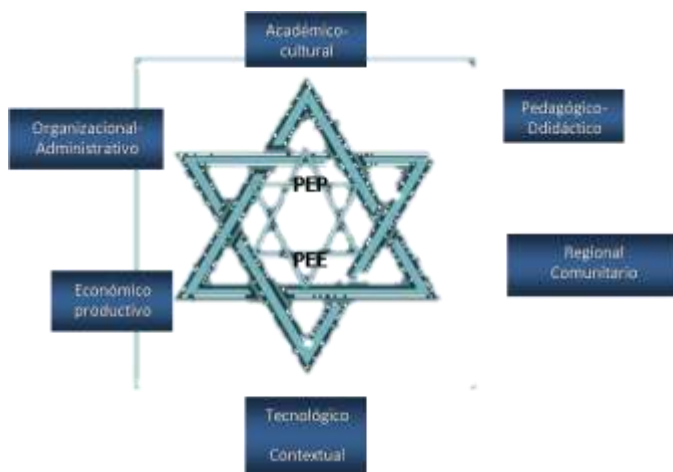 Académico-
cultural
Pedagógico-
Ddidáctico
Organizacional-
Administrativo
PEP
PEE
Regional
Comunitario
Económico
productivo
Tecnológico
Contextual